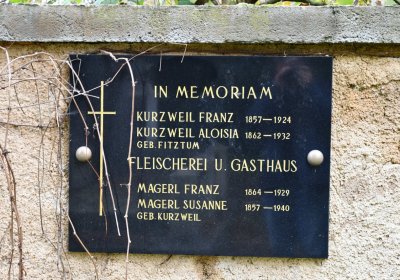 IN MEMORIAM
KURZWEIL FRANZ 1857—1924
KURZWEIL ALOISIA 1862—1932
GEB. FITZTUM
FLEISCHEREI U. GASTHAUS
MAGERL FRANZ 1864—1929
MAGERL SUSANNE 1857—1940
GEB. KURZWEIL